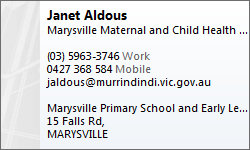 Janet Aldous
Marysville Maternal and Child Health ...
(03) 5963-3746 Work
0427 368 584 Mobile
jaldous@murrindindi.vic.gov.au
Marysville Primary School and Early Le...
15 Falls Rd,
MARYSVILLE